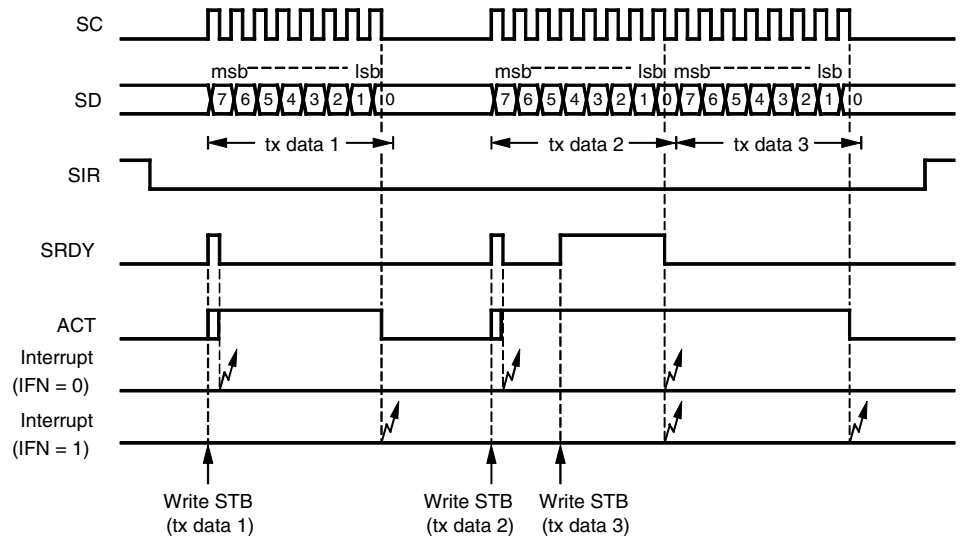 SC
msb lsb msb lsb msb lsb
SD 7 6 5 4 3 2 1 0 7 6 5 4 3 2 1 0 7 6 5 4 3 2 1 0
tx data 1 tx data 2 tx data 3
SIR
SRDY
ACT
Interrupt
(IFN = 0)
Interrupt
(IFN = 1)
Write STB Write STB Write STB
(tx data 1) (tx data 2) (tx data 3)